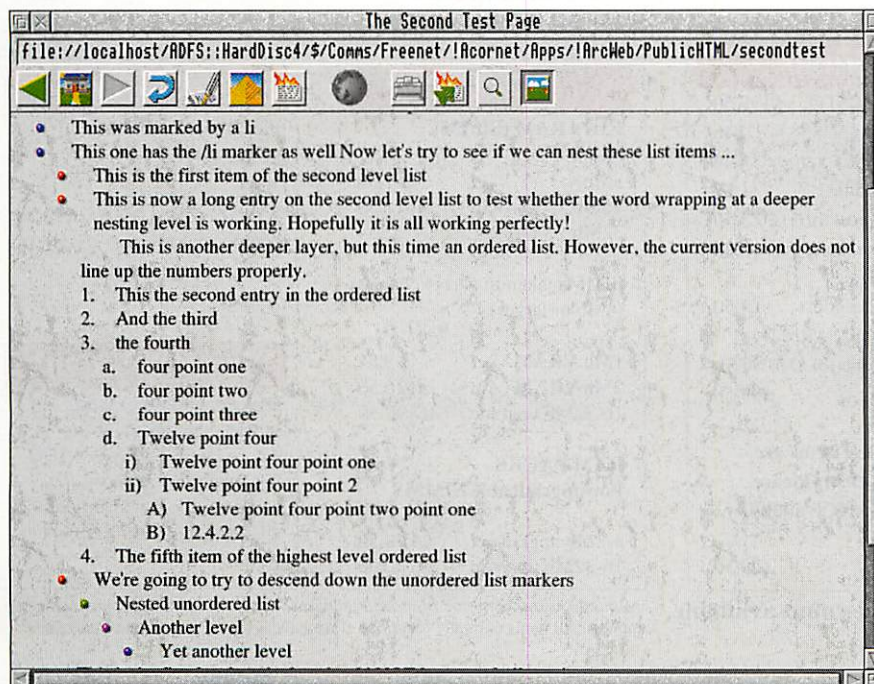 The Second Test Page
file://localhost/ADFS::HardDisc4/$/Comms/Freenet/!Acornet/Apps/!ArcWeb/PublicHTML/secondtest
This was marked by a li
This one has the /li marker as well Now let's try to see if we can nest these list items ...
This is the first item of the second level list
This is now a long entry on the second level list to test whether the word wrapping at a deeper
nesting level is working. Hopefully it is all working perfectly!
This is another deeper layer, but this time an ordered list. However, the current version does not
line up the numbers properly.
1. This the second entry in the ordered list
2. And the third
3. the fourth
a. four point one
b. four point two
c. four point three
d. Twelve point four
i) Twelve point four point one
ii) Twelve point four point 2
A) Twelve point four point two point one
B) 12.4.2.2
4. The fifth item of the highest level ordered list
We're going to try to descend down the unordered list markers
Nested unordered list
Another level
Yet another level